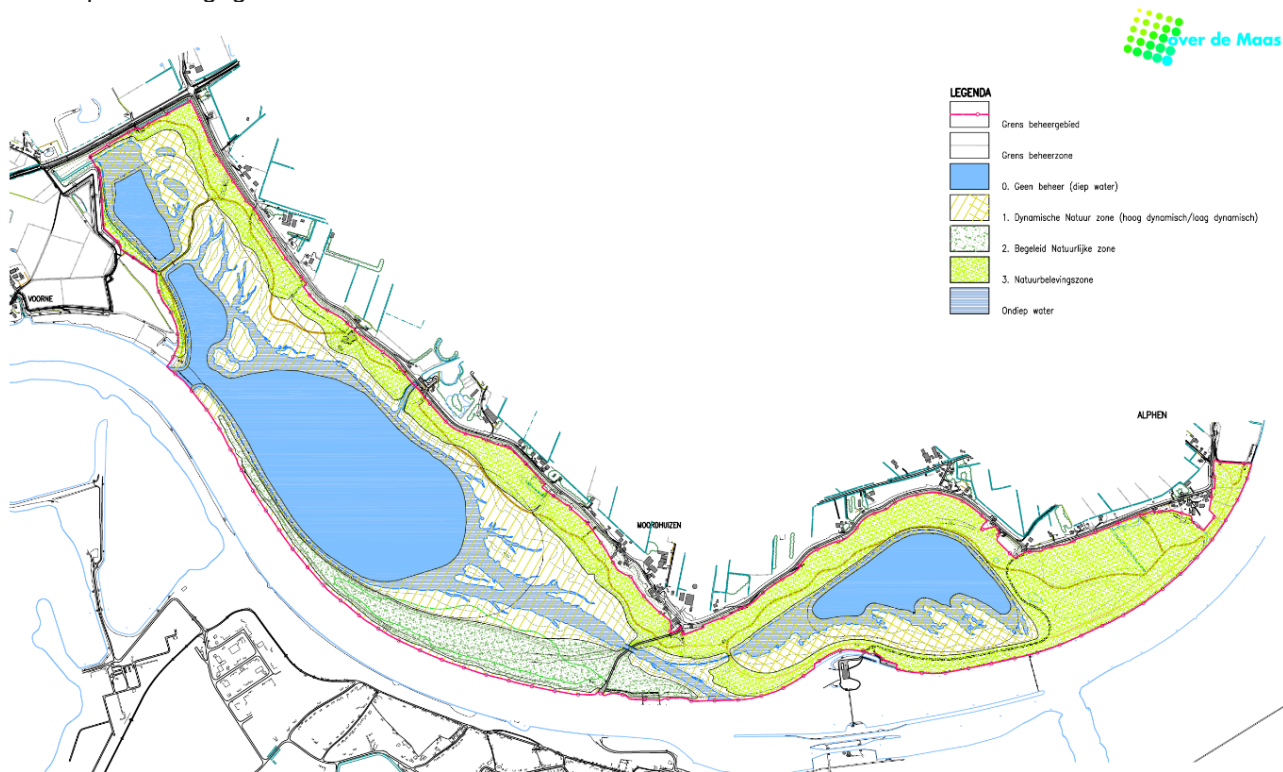 over de Maas
LEGENDA
Grens beheergebied
Grens beheerzone
0. Geen beheer (diep water)
1. Dynamische Natuur zone (hoog dynamisch/laag dynamisch)
2. Begeleid Natuurlijke zone
3. Natuurbelevingszone
Ondiep water
VOORNE
ALPHEN
MOORDHUIZEN